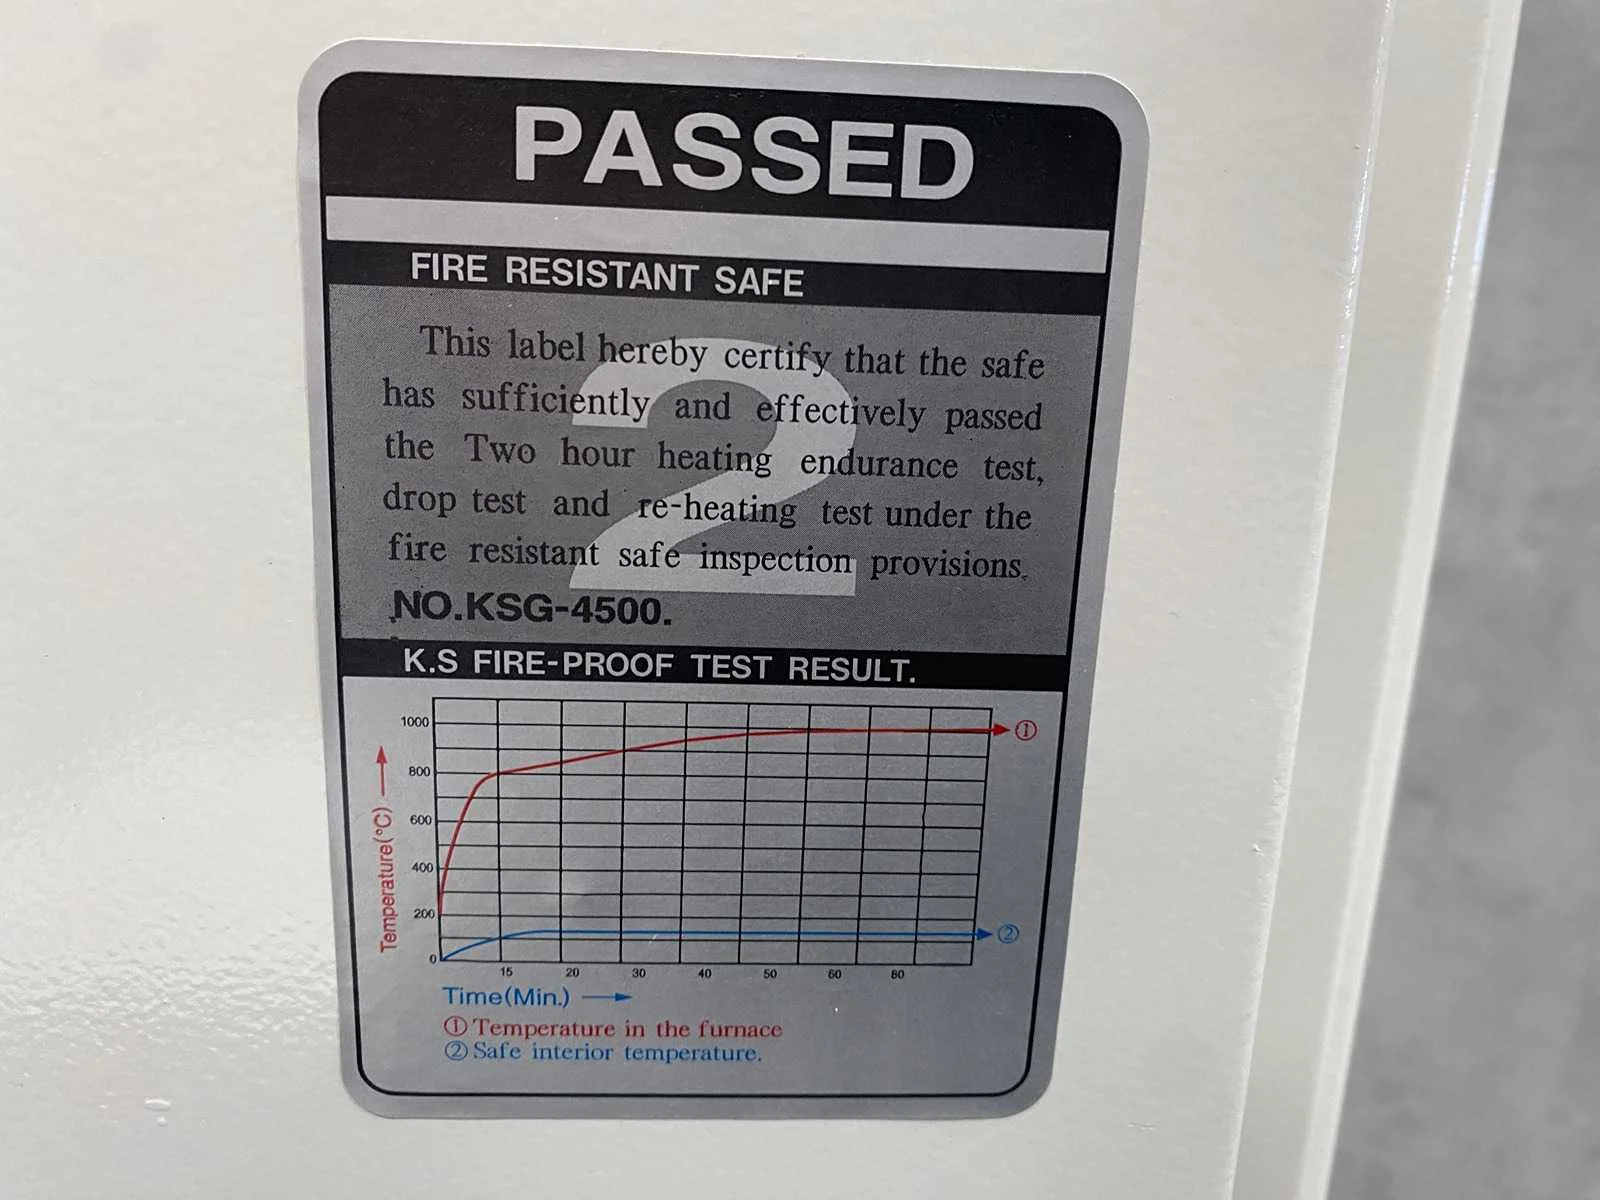 PASSED
FIRE RESISTANT SAFE
2
This label hereby certify that the safe
has sufficiently and effectively passed
the Two hour heating endurance test,
drop test and re-heating test under the
fire resistant safe inspection provisions.
NO.KSG-4500.
K.S FIRE-PROOF TEST RESULT.
Temperature(°C)
1000
800
600
400
200
0
①
②
15 20 30 40 50 60 80
Time(Min.)
① Temperature in the furnace
② Safe interior temperature.